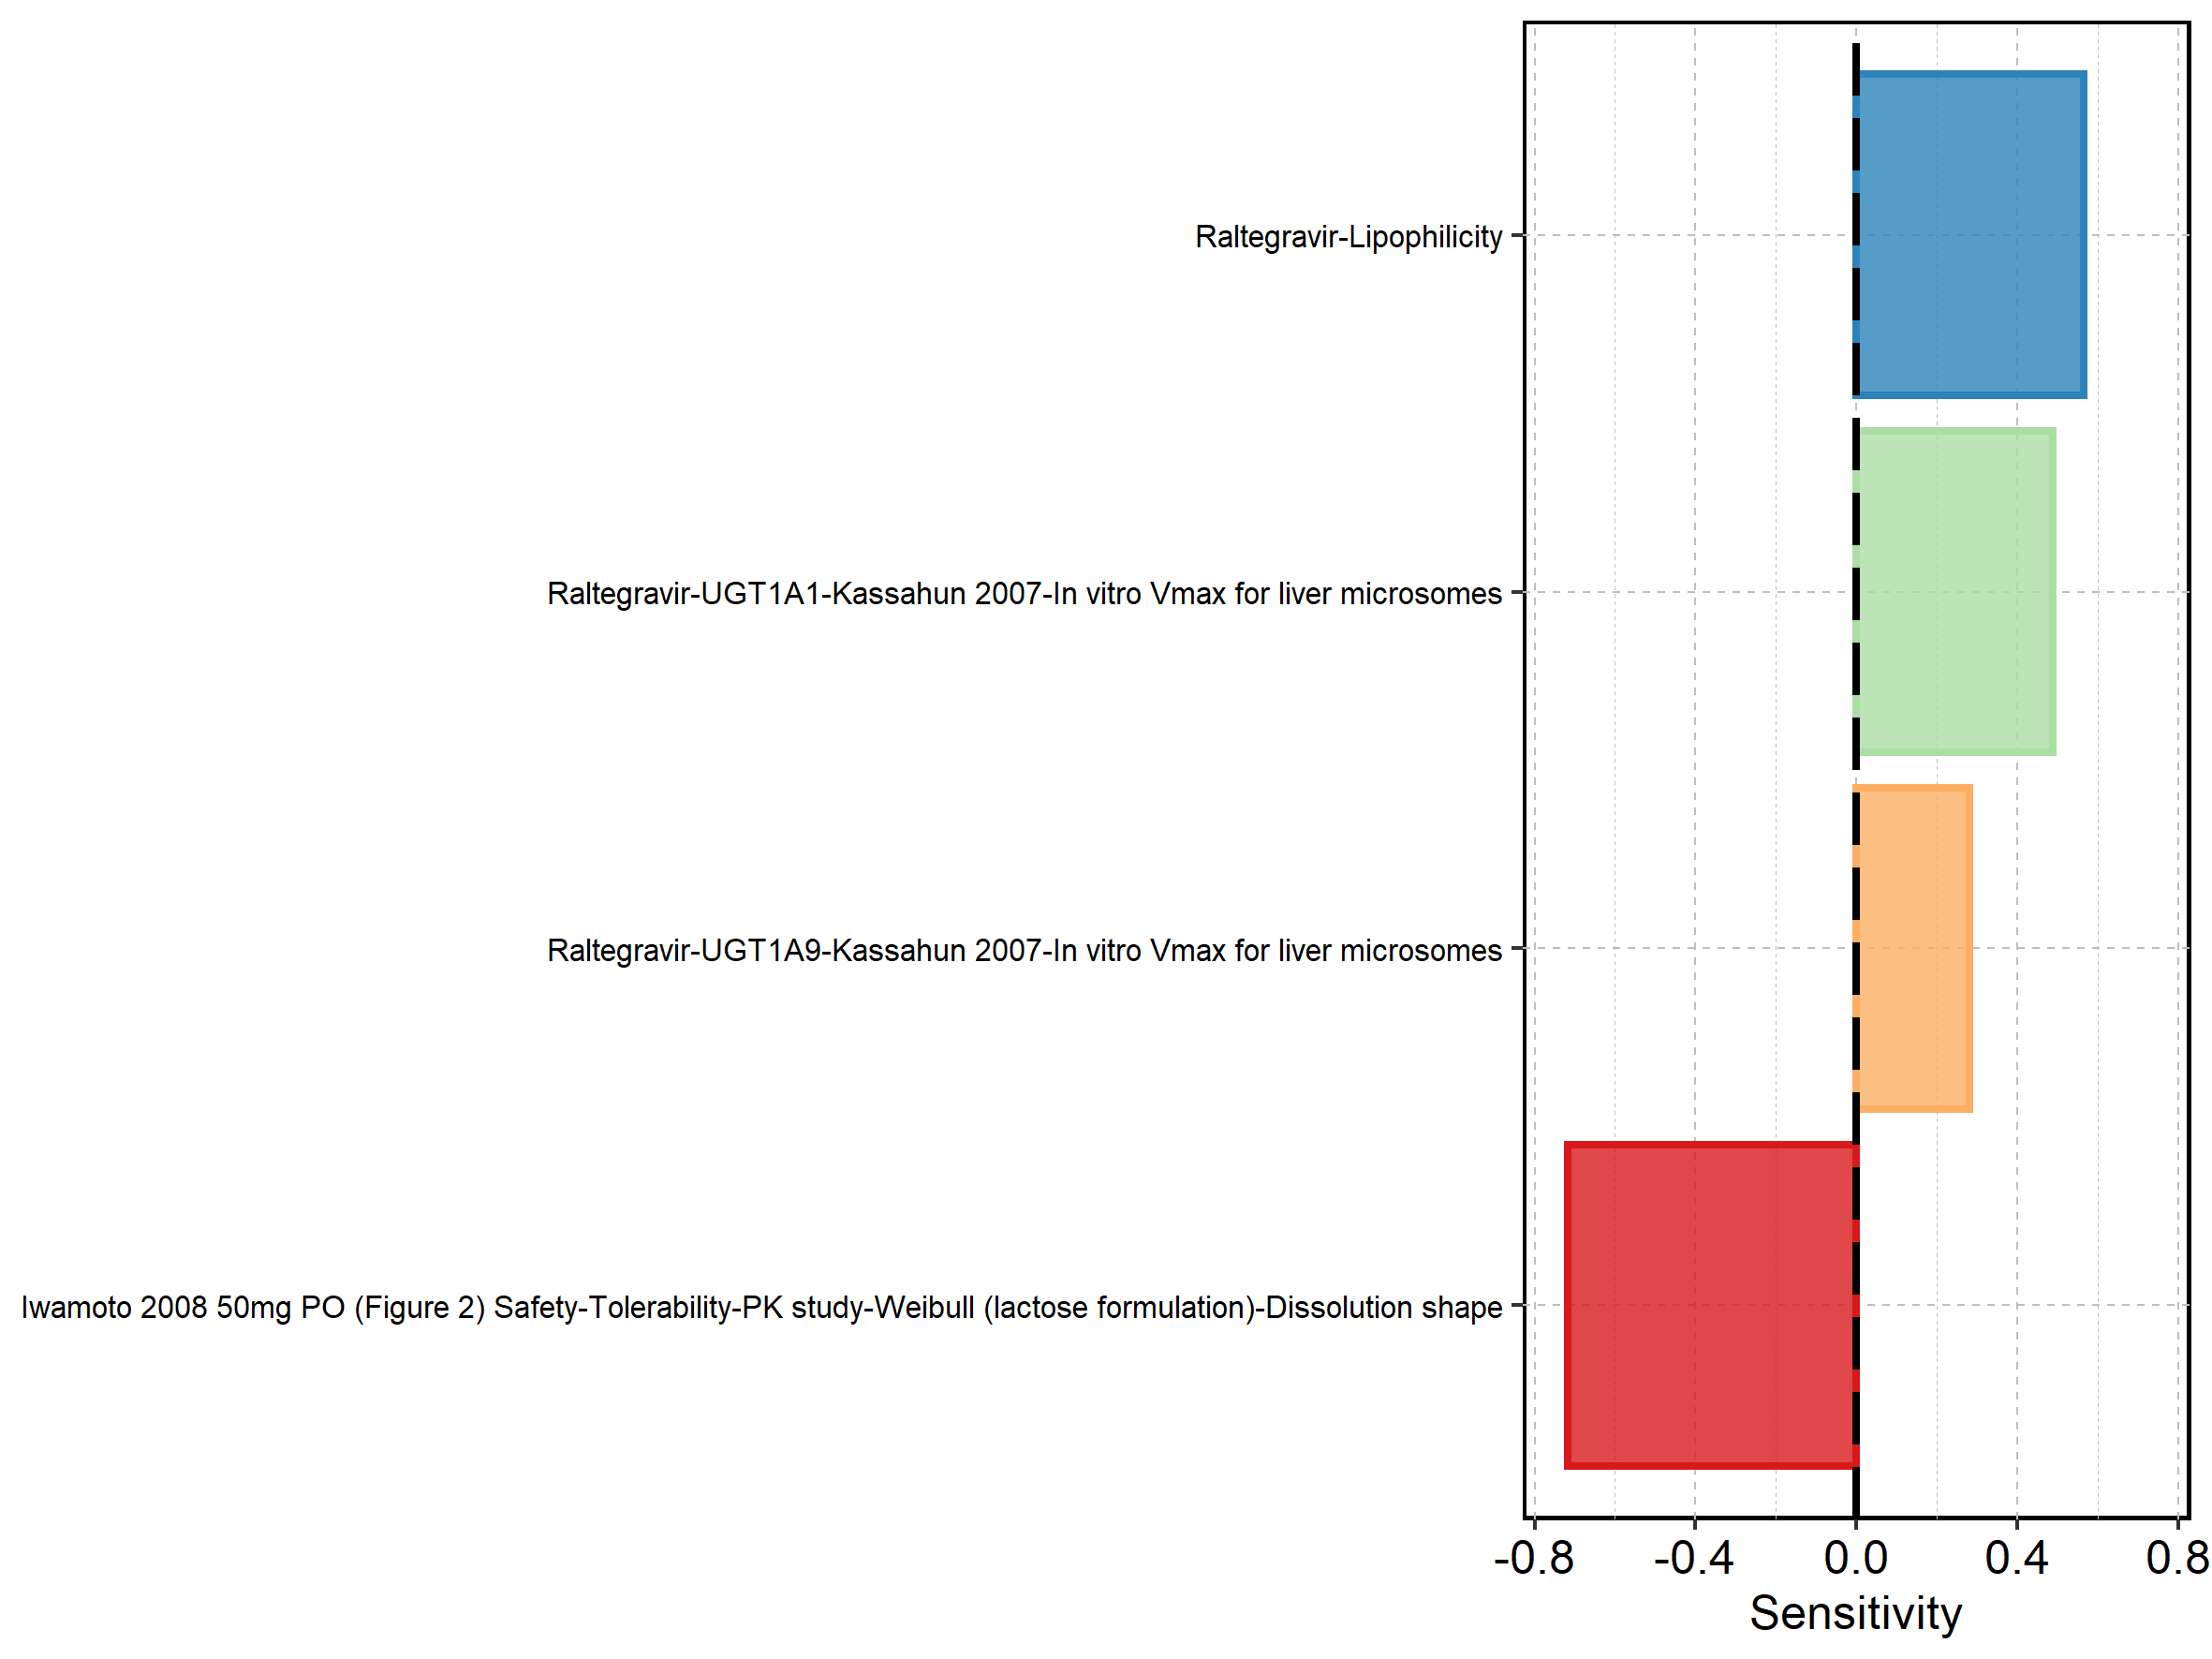 Raltegravir-Lipophilicity
Raltegravir-UGT1A1-Kassahun 2007-In vitro Vmax for liver microsomes
Raltegravir-UGT1A9-Kassahun 2007-In vitro Vmax for liver microsomes
Iwamoto 2008 50mg PO (Figure 2) Safety-Tolerability-PK study-Weibull (lactose formulation)-Dissolution shape
-0.8 -0.4 0.0 0.4 0.8
Sensitivity